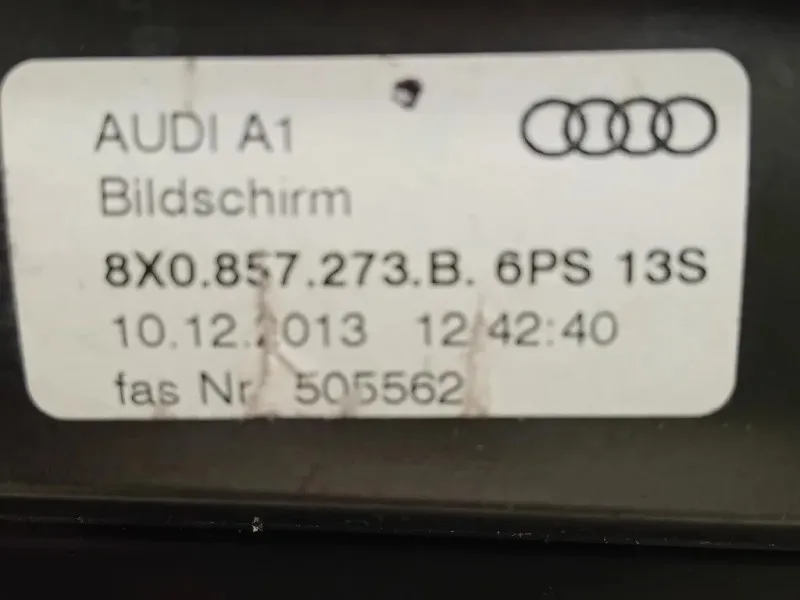 AUDI A1
Bildschirm
8X0.857.273.B. 6PS 13S
10.12.2013 12:42:40
fas Nr 505562